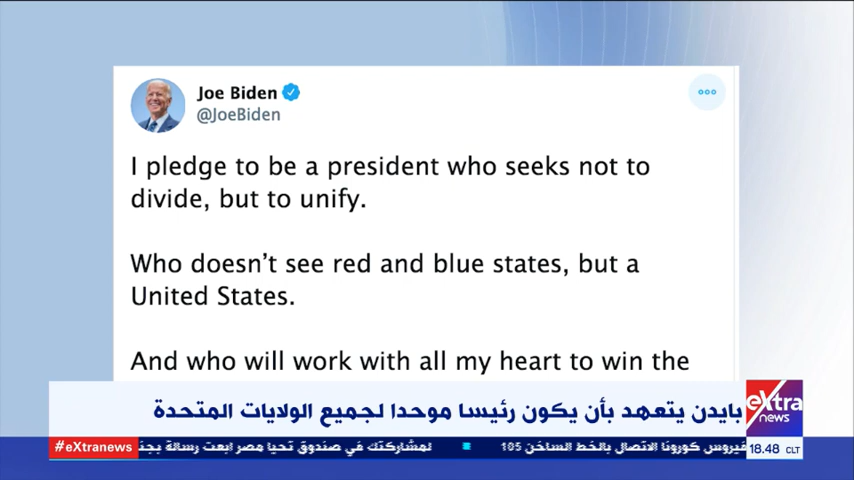 Joe Biden
@JoeBiden
I pledge to be a president who seeks not to
divide, but to unify.
Who doesn't see red and blue states, but a
United States.
And who will work with all my heart to win the
بايدن يتعهد بأن يكون رئيسا موحدا لجميع الولايات المتحدة
eXtra
news
فيروس كورونا الاتصال بالخط الساخن 105
لمشاركتك في صندوق تحيا مصر ابعت رسالة
#eXtranews
18.48 CLT